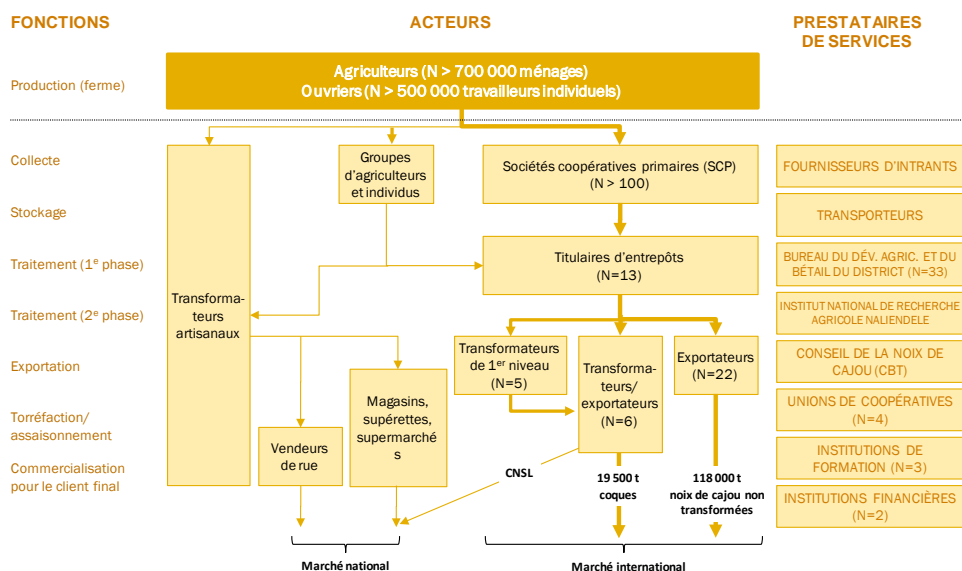 FONCTIONS
ACTEURS
PRESTATAIRES
DE SERVICES
Production (ferme)
Agriculteurs (N > 700 000 ménages)
Ouvriers (N > 500 000 travailleurs individuels)
Collecte
Stockage
Traitement (1e phase)
Traitement (2e phase)
Exportation
Torréfaction/
assaisonnement
Commercialisation
pour le client final
Transforma-
teurs
artisanaux
Groupes
d'agriculteurs
et individus
Sociétés coopératives primaires (SCP)
(N > 100)
Titulaires d'entrepôts
(N=13)
Transformateurs
de 1er niveau
(N=5)
Transforma-
teurs/
exportateurs
(N=6)
Exportateurs
(N=22)
Magasins,
supérettes,
supermarché
s
Vendeurs
de rue
CNSL
19 500 t
coques
118 000 t
noix de cajou non
transformées
Marché national
Marché international
FOURNISSEURS D'INTRANTS
TRANSPORTEURS
BUREAU DU DÉV. AGRIC. ET DU
BÉTAIL DU DISTRICT (N=33)
INSTITUT NATIONAL DE RECHERCHE
AGRICOLE NALIENDELE
CONSEIL DE LA NOIX DE
CAJOU (CBT)
UNIONS DE COOPÉRATIVES
(N=4)
INSTITUTIONS DE
FORMATION (N=3)
INSTITUTIONS FINANCIÈRES
(N=2)